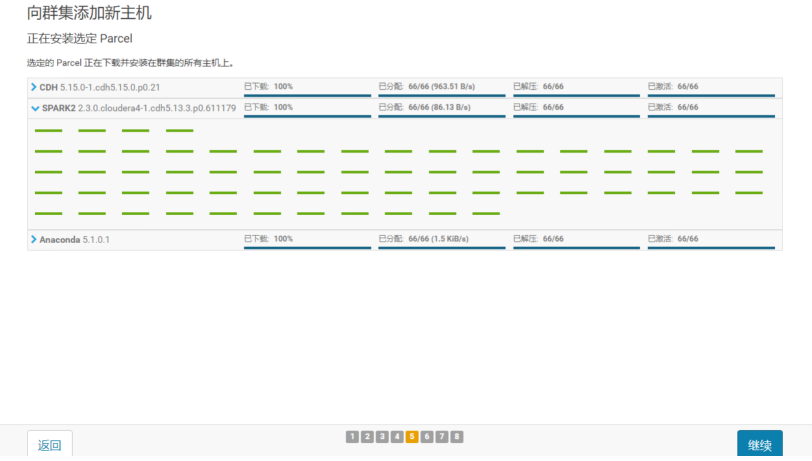 向群集添加新主机
正在安装选定 Parcel
选定的 Parcel 正在下载并安装在群集的所有主机上。
CDH 5.15.0-1.cdh5.15.0.p0.21 已下载: 100% 已分配: 66/66 (963.51 B/s) 已解压: 66/66 已激活: 66/66
SPARK2 2.3.0.cloudera4-1.cdh5.13.3.p0.611179 已下载: 100% 已分配: 66/66 (86.13 B/s) 已解压: 66/66 已激活: 66/66
Anaconda 5.1.0.1 已下载: 100% 已分配: 66/66 (1.5 KiB/s) 已解压: 66/66 已激活: 66/66
返回 1 2 3 4 5 6 7 8 继续